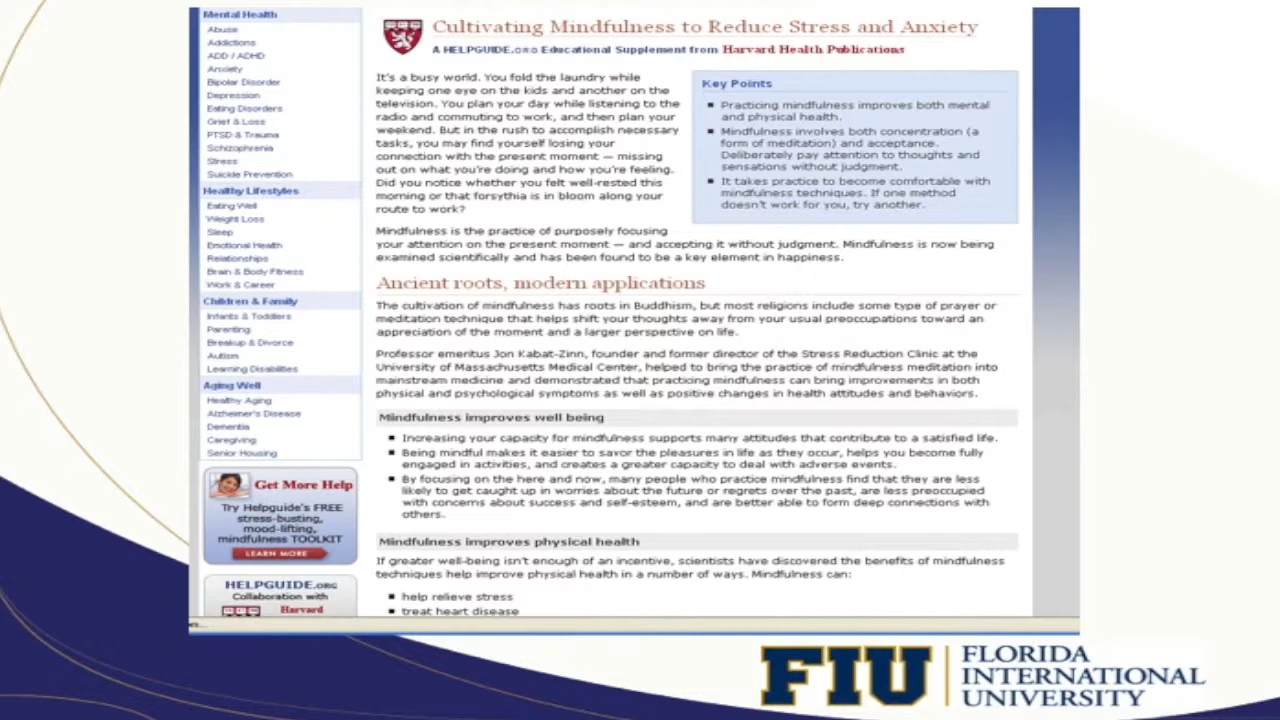 Mental Health
Abuse
Addictions
ADD / ADHD
Anxiety
Bipolar Disorder
Depression
Eating Disorders
Grief & Loss
PTSD & Trauma
Schizophrenia
Stress
Suicide Prevention
Healthy Lifestyles
Eating Well
Weight Loss
Sleep
Emotional Health
Relationships
Brain & Body Fitness
Work & Career
Children & Family
Infants & Toddlers
Parenting
Breakup & Divorce
Autism
Learning Disabilities
Aging Well
Healthy Aging
Alzheimer's Disease
Dementia
Caregiving
Senior Housing
Get More Help
Try Helpguide's FREE
stress-busting,
mood-lifting,
mindfulness TOOLKIT
LEARN MORE
HELPGUIDE.ORG
Collaboration with
Harvard
Cultivating Mindfulness to Reduce Stress and Anxiety
A HELPGUIDE.ORG Educational Supplement from Harvard Health Publications
It's a busy world. You fold the laundry while
keeping one eye on the kids and another on the
television. You plan your day while listening to the
radio and commuting to work, and then plan your
weekend. But in the rush to accomplish necessary
tasks, you may find yourself losing your
connection with the present moment — missing
out on what you're doing and how you're feeling.
Did you notice whether you felt well-rested this
morning or that forsythia is in bloom along your
route to work?
Key Points
▪ Practicing mindfulness improves both mental
and physical health.
▪ Mindfulness involves both concentration (a
form of meditation) and acceptance.
Deliberately pay attention to thoughts and
sensations without judgment.
▪ It takes practice to become comfortable with
mindfulness techniques. If one method
doesn't work for you, try another.
Mindfulness is the practice of purposely focusing
your attention on the present moment — and accepting it without judgment. Mindfulness is now being
examined scientifically and has been found to be a key element in happiness.
Ancient roots, modern applications
The cultivation of mindfulness has roots in Buddhism, but most religions include some type of prayer or
meditation technique that helps shift your thoughts away from your usual preoccupations toward an
appreciation of the moment and a larger perspective on life.
Professor emeritus Jon Kabat-Zinn, founder and former director of the Stress Reduction Clinic at the
University of Massachusetts Medical Center, helped to bring the practice of mindfulness meditation into
mainstream medicine and demonstrated that practicing mindfulness can bring improvements in both
physical and psychological symptoms as well as positive changes in health attitudes and behaviors.
Mindfulness improves well being
▪ Increasing your capacity for mindfulness supports many attitudes that contribute to a satisfied life.
▪ Being mindful makes it easier to savor the pleasures in life as they occur, helps you become fully
engaged in activities, and creates a greater capacity to deal with adverse events.
▪ By focusing on the here and now, many people who practice mindfulness find that they are less
likely to get caught up in worries about the future or regrets over the past, are less preoccupied
with concerns about success and self-esteem, and are better able to form deep connections with
others.
Mindfulness improves physical health
If greater well-being isn't enough of an incentive, scientists have discovered the benefits of mindfulness
techniques help improve physical health in a number of ways. Mindfulness can:
▪ help relieve stress
▪ treat heart disease
FIU
FLORIDA
INTERNATIONAL
UNIVERSITY